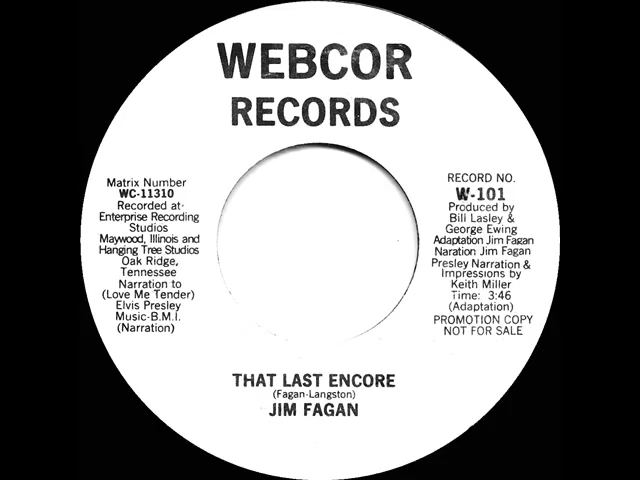 WEBCOR
RECORDS
Matrix Number
WC-11310
Recorded at-
Enterprise Recording
Studios
Maywood, Illinois and
Hanging Tree Studios
Oak Ridge,
Tennessee
Narration to
(Love Me Tender)
Elvis Presley
Music-B.M.I.
(Narration)
RECORD NO.
W-101
Produced by
Bill Lasley &
George Ewing
Adaptation Jim Fagan
Naration Jim Fagan
Presley Narration &
Impressions by
Keith Miller
Time: 3:46
(Adaptation)
PROMOTION COPY
NOT FOR SALE
THAT LAST ENCORE
(Fagan-Langston)
JIM FAGAN